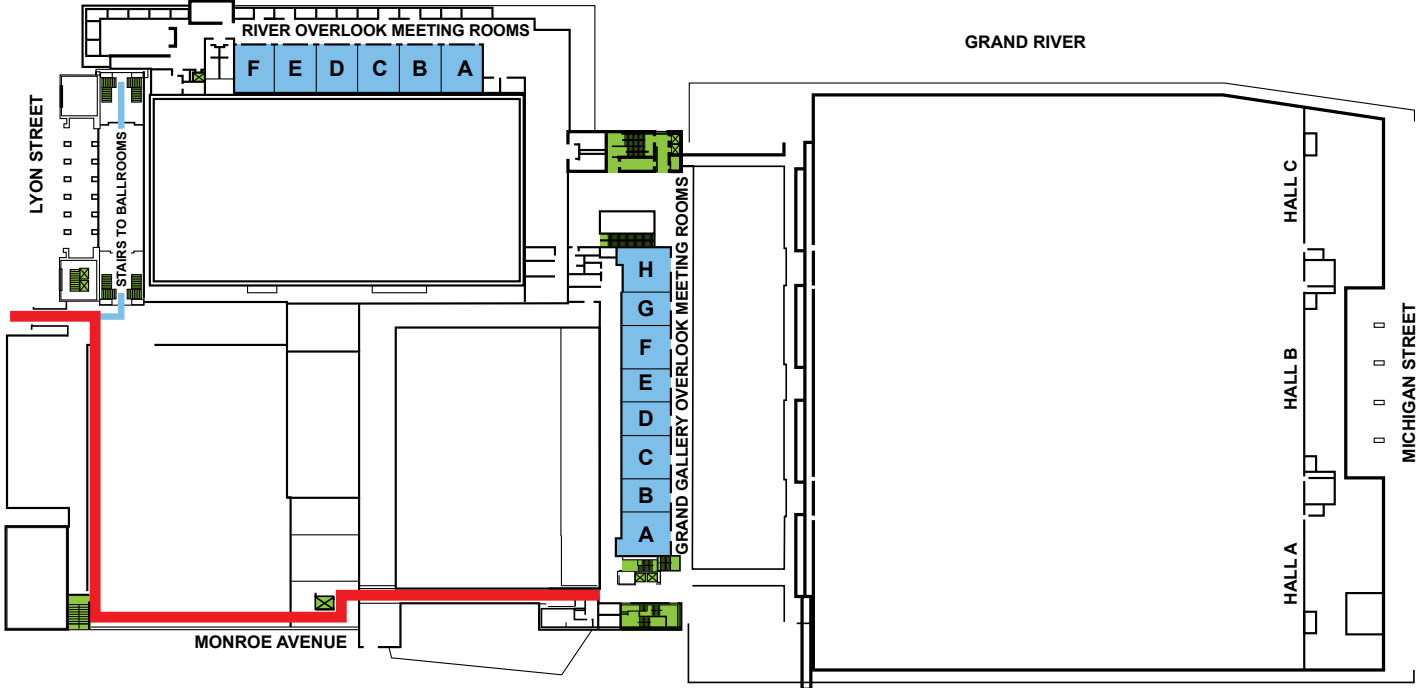 RIVER OVERLOOK MEETING ROOMS
F E D C B A
GRAND RIVER
LYON STREET
STAIRS TO BALLROOMS
GRAND GALLERY OVERLOOK MEETING ROOMS
H
G
F
E
D
C
B
A
HALL C
HALL B
HALL A
MICHIGAN STREET
MONROE AVENUE